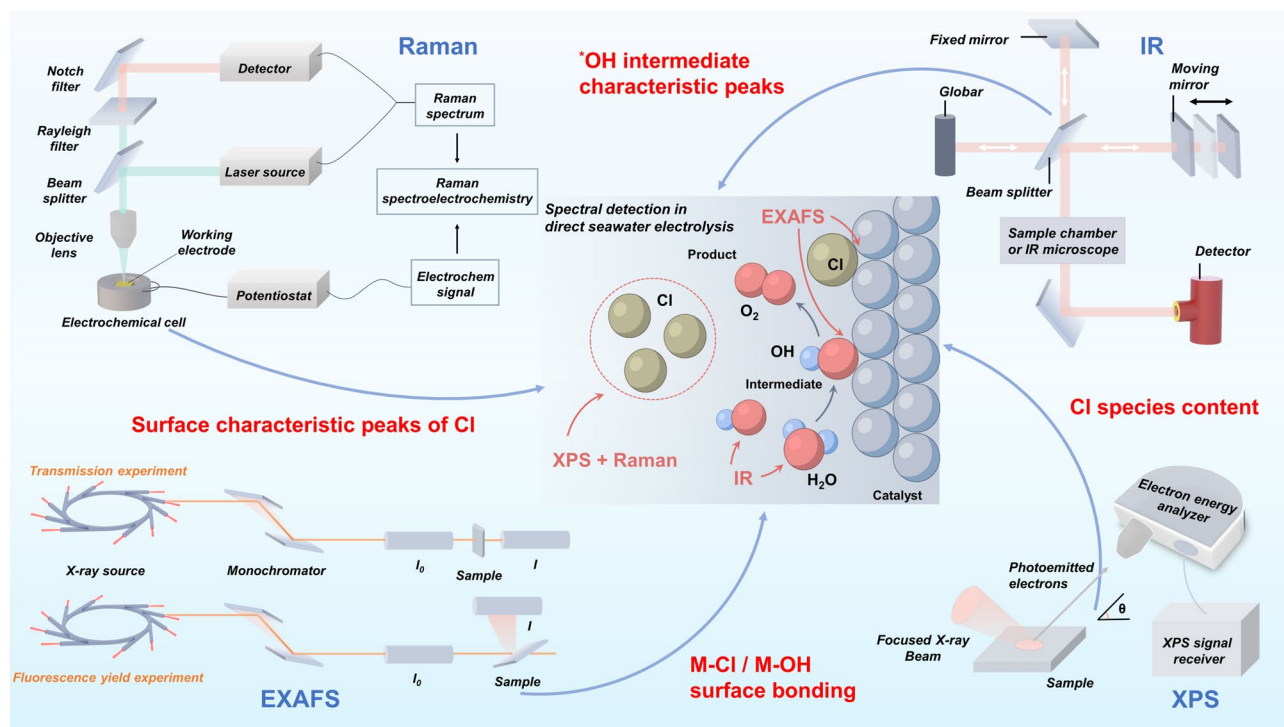 Raman
Notch
filter
Detector
Rayleigh
filter
Raman
spectrum
Beam
splitter
Laser source
Raman
spectroelectrochemistry
Objective
lens
Working
electrode
Potentiostat
Electrochem
signal
Electrochemical cell
*OH intermediate
characteristic peaks
IR
Fixed mirror
Moving
mirror
Globar
Beam splitter
Sample chamber
or IR microscope
Detector
Spectral detection in
direct seawater electrolysis
EXAFS
Product
Cl
Cl
O2
OH
Intermediate
XPS + Raman
IR
H2O
Catalyst
Surface characteristic peaks of Cl
Cl species content
Transmission experiment
X-ray source
Monochromator
I0
Sample
I
I
I0
Sample
Fluorescence yield experiment
EXAFS
M-Cl / M-OH
surface bonding
Electron energy
analyzer
Photoemitted
electrons
θ
Focused X-ray
Beam
Sample
XPS signal
receiver
XPS